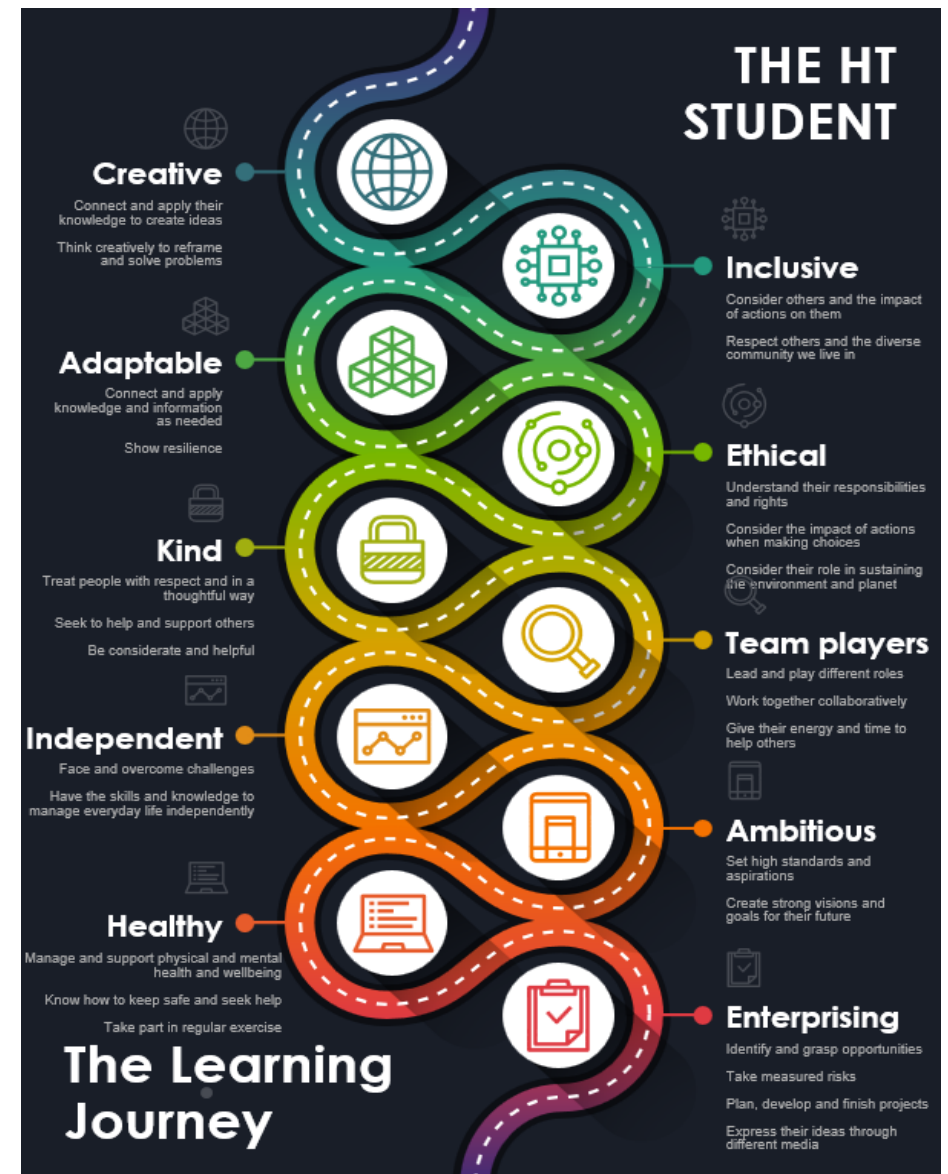 THE HT
STUDENT
Creative
Connect and apply their
knowledge to create ideas
Think creatively to reframe
and solve problems
Inclusive
Consider others and the impact
of actions on them
Respect others and the diverse
community we live in
Adaptable
Connect and apply
knowledge and information
as needed
Show resilience
Ethical
Understand their responsibilities
and rights
Consider the impact of actions
when making choices
Consider their role in sustaining
the environment and planet
Kind
Treat people with respect and in a
thoughtful way
Seek to help and support others
Be considerate and helpful
Team players
Lead and play different roles
Work together collaboratively
Give their energy and time to
help others
Independent
Face and overcome challenges
Have the skills and knowledge to
manage everyday life independently
Ambitious
Set high standards and
aspirations
Create strong visions and
goals for their future
Healthy
Manage and support physical and mental
health and wellbeing
Know how to keep safe and seek help
Take part in regular exercise
Enterprising
Identify and grasp opportunities
Take measured risks
Plan, develop and finish projects
Express their ideas through
different media
The Learning
Journey